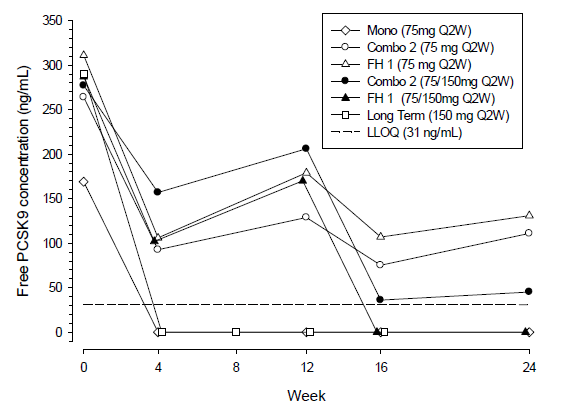 350
300
250
200
150
100
50
0
Free PCSK9 concentration (ng/mL)
Mono (75mg Q2W)
Combo 2 (75 mg Q2W)
FH 1 (75 mg Q2W)
Combo 2 (75/150mg Q2W)
FH 1 (75/150mg Q2W)
Long Term (150 mg Q2W)
LLOQ (31 ng/mL)
0 4 8 12 16 24
Week